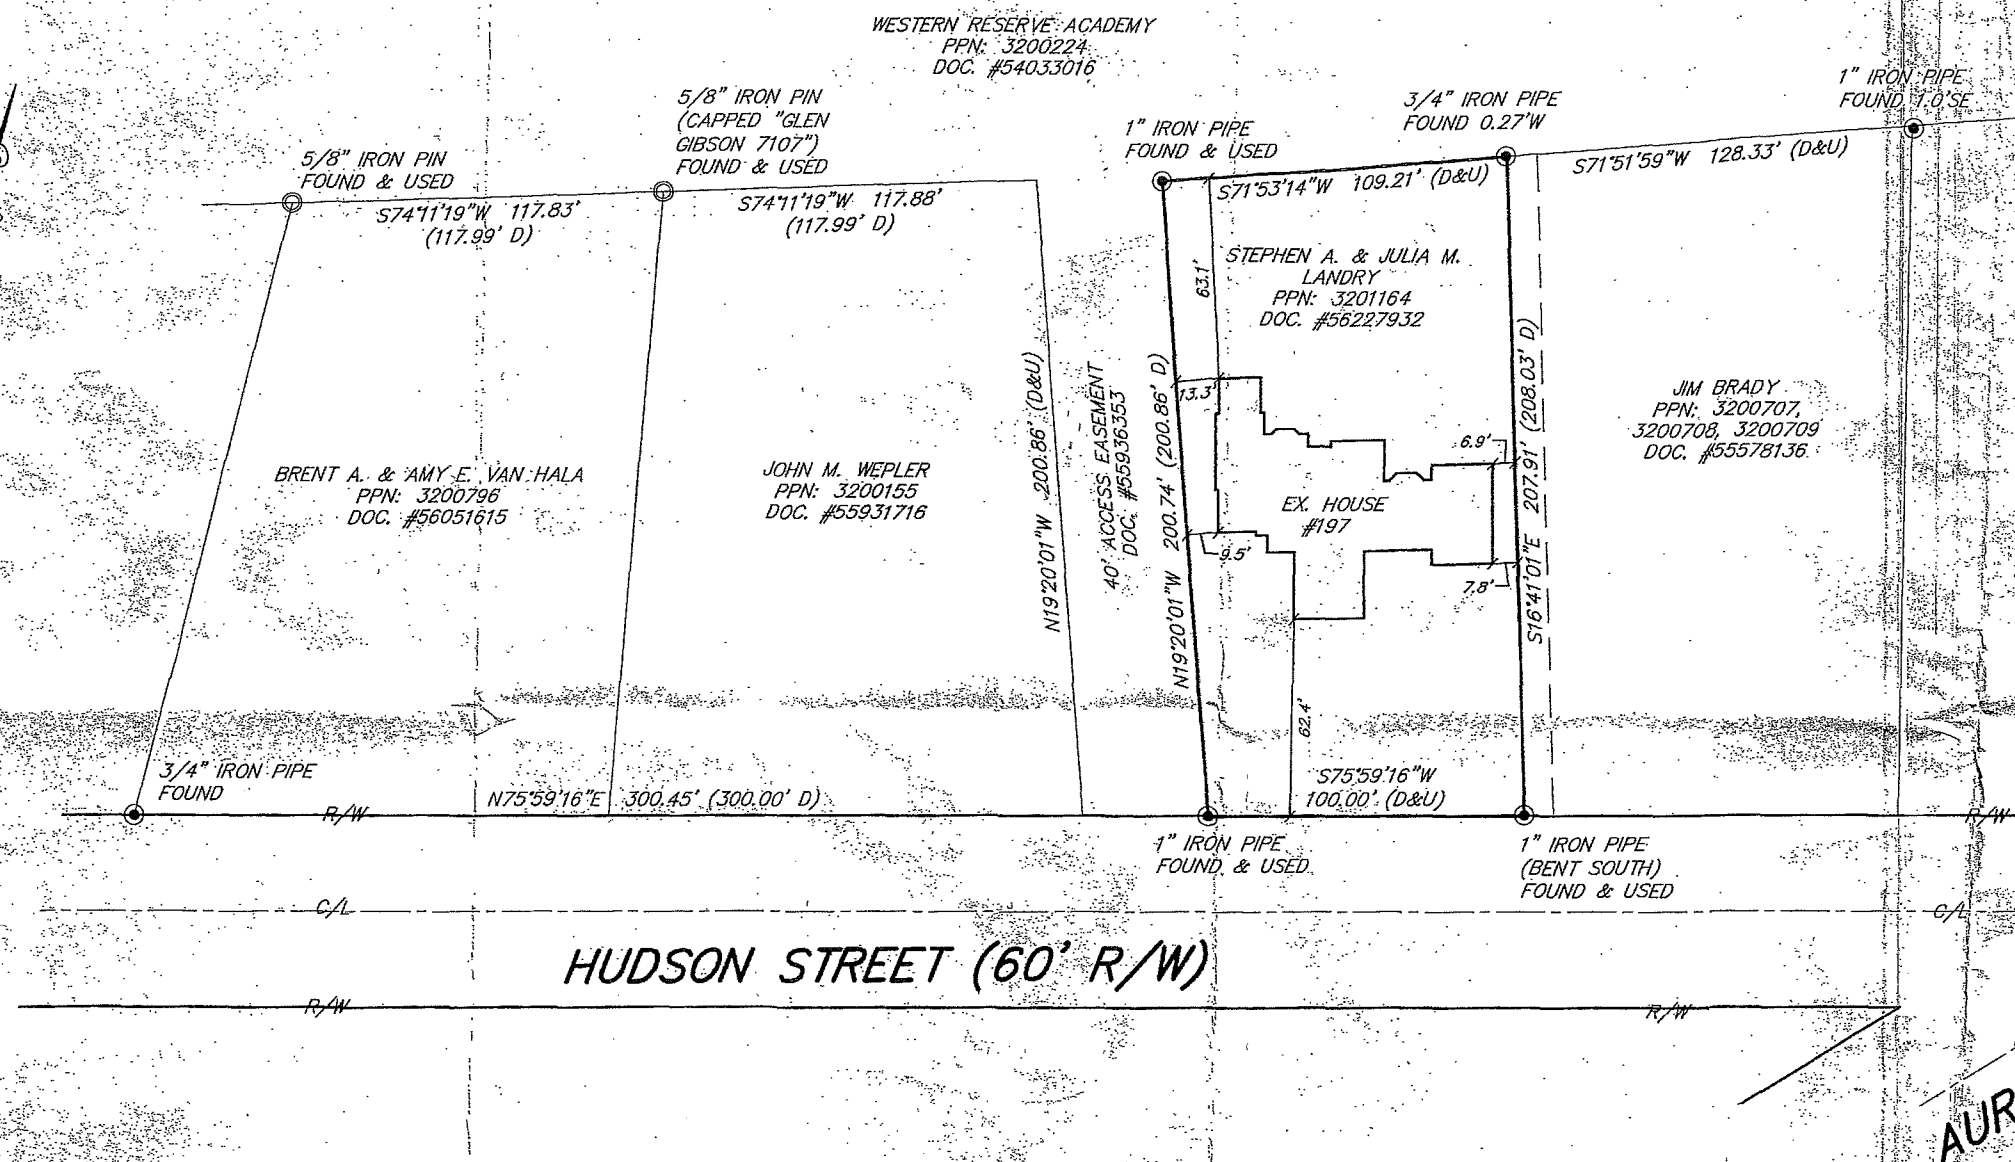 WESTERN RESERVE ACADEMY
PPN: 3200224
DOC. #54033016
5/8" IRON PIN
FOUND & USED
5/8" IRON PIN
(CAPPED "GLEN
GIBSON 7107")
FOUND & USED
1" IRON PIPE
FOUND & USED
3/4" IRON PIPE
FOUND 0.27'W
1" IRON PIPE
FOUND 1.0'SE
S74°11'19"W 117.83'
(117.99' D)
S74°11'19"W 117.88'
(117.99' D)
S71°53'14"W 109.21' (D&U)
S71°51'59"W 128.33' (D&U)
STEPHEN A. & JULIA M.
LANDRY
PPN: 3201164
DOC. #56227932
63.1'
13.3'
BRENT A. & AMY E. VAN HALA
PPN: 3200796
DOC. #56051615
JOHN M. WEPLER
PPN: 3200155
DOC. #55931716
N19°20'01"W 200.86' (D&U)
40' ACCESS EASEMENT
DOC. #55936353
N19°20'01"W 200.74' (200.86' D)
EX. HOUSE
#197
6.9'
9.5'
7.8'
S16°41'01"E 207.91' (208.03' D)
JIM BRADY
PPN: 3200707,
3200708, 3200709
DOC. #55578136
62.4'
3/4" IRON PIPE
FOUND
R/W
N75°59'16"E 300.45' (300.00' D)
S75°59'16"W
100.00' (D&U)
R/W
1" IRON PIPE
FOUND & USED
1" IRON PIPE
(BENT SOUTH)
FOUND & USED
C/L
C/L
HUDSON STREET (60' R/W)
R/W
R/W
AUR